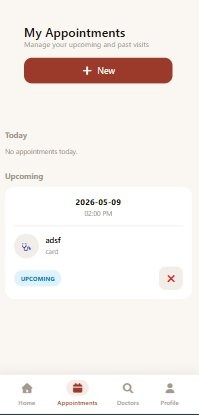 My Appointments
Manage your upcoming and past visits
+ New
Today
No appointments today.
Upcoming
2026-05-09
02:00 PM
adsf
card
UPCOMING
Home Appointments Doctors Profile